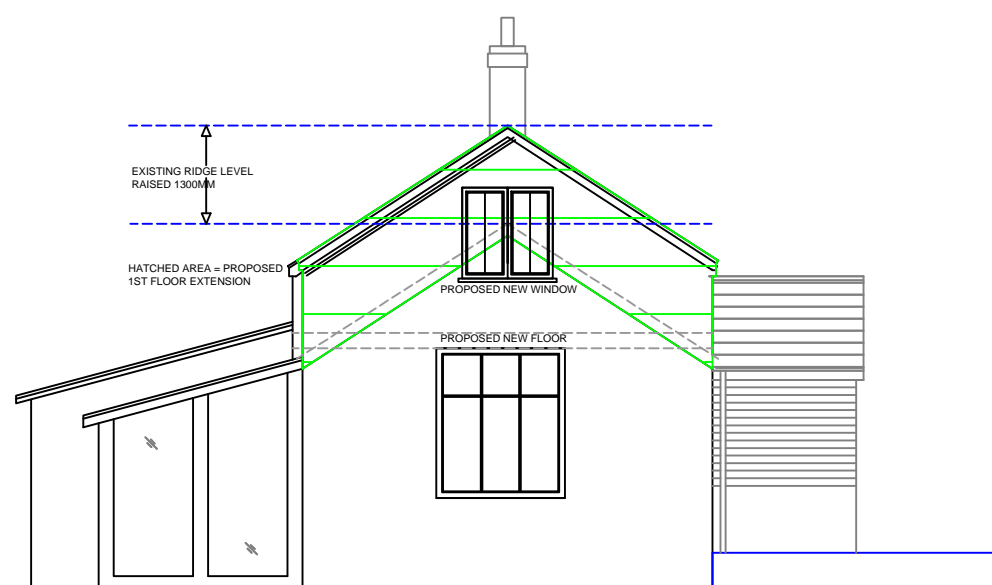 EXISTING RIDGE LEVEL
RAISED 1300MM
HATCHED AREA = PROPOSED
1ST FLOOR EXTENSION
PROPOSED NEW WINDOW
PROPOSED NEW FLOOR